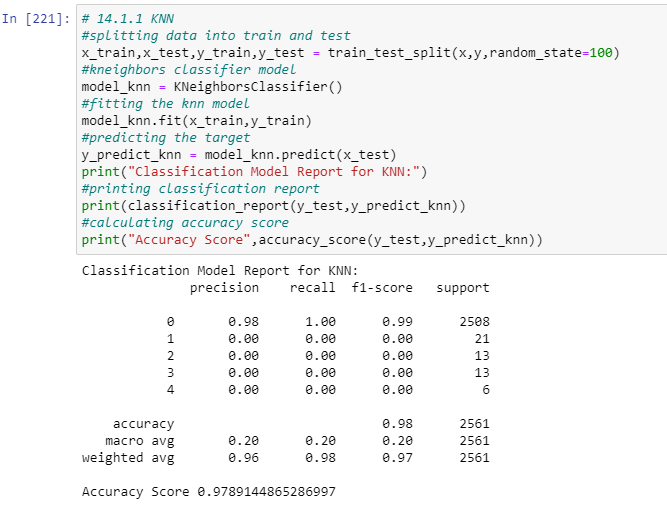 In [221]: # 14.1.1 KNN
#splitting data into train and test
x_train,x_test,y_train,y_test = train_test_split(x,y,random_state=100)
#kneighbors classifier model
model_knn = KNeighborsClassifier()
#fitting the knn model
model_knn.fit(x_train,y_train)
#predicting the target
y_predict_knn = model_knn.predict(x_test)
print("Classification Model Report for KNN:")
#printing classification report
print(classification_report(y_test,y_predict_knn))
#calculating accuracy score
print("Accuracy Score",accuracy_score(y_test,y_predict_knn))
Classification Model Report for KNN:
precision recall f1-score support
0 0.98 1.00 0.99 2508
1 0.00 0.00 0.00 21
2 0.00 0.00 0.00 13
3 0.00 0.00 0.00 13
4 0.00 0.00 0.00 6
accuracy 0.98 2561
macro avg 0.20 0.20 0.20 2561
weighted avg 0.96 0.98 0.97 2561
Accuracy Score 0.9789144865286997